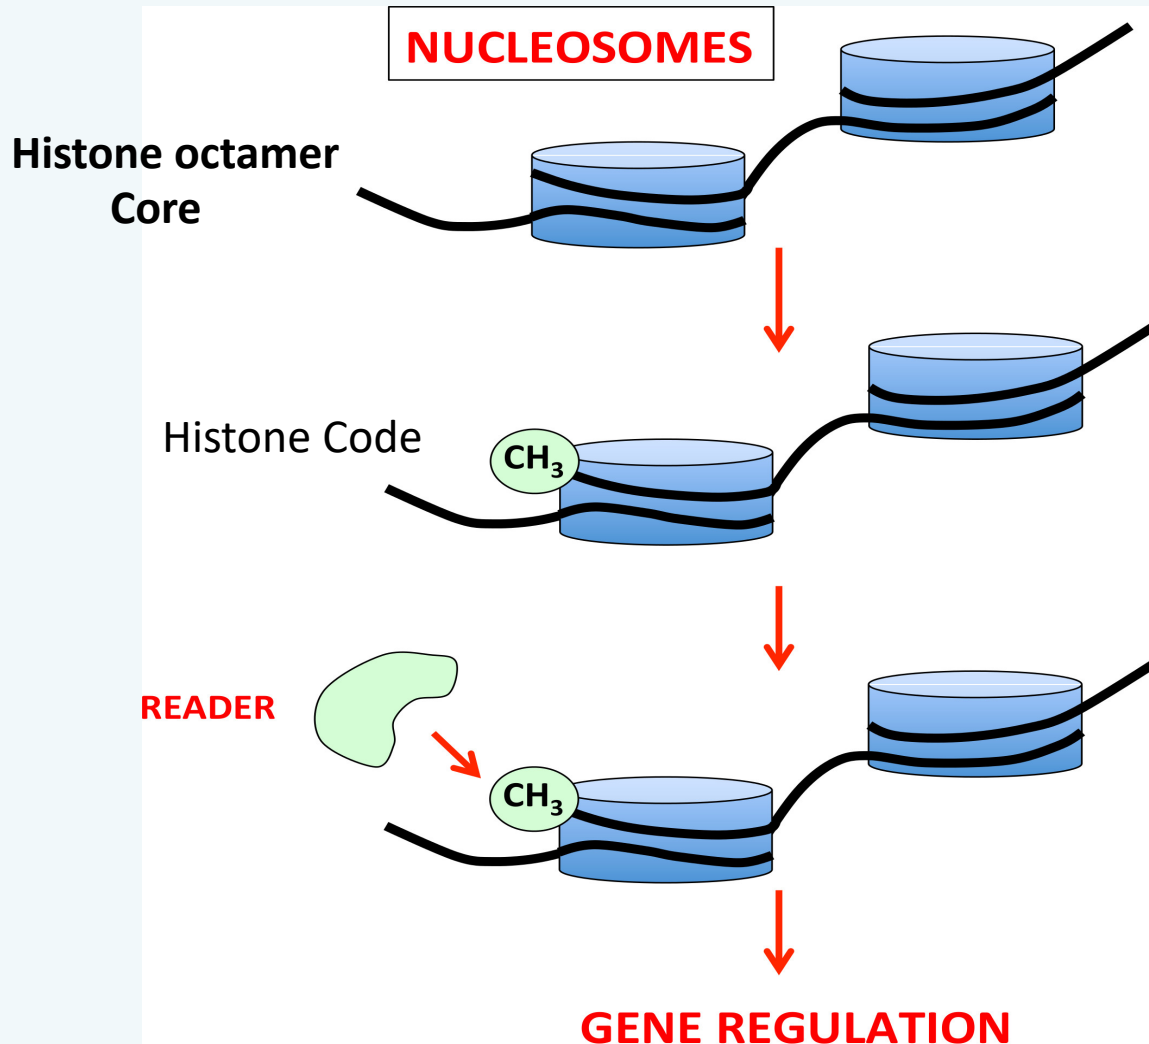 NUCLEOSOMES
Histone octamer
Core
Histone Code
CH₃
READER
CH₃
GENE REGULATION